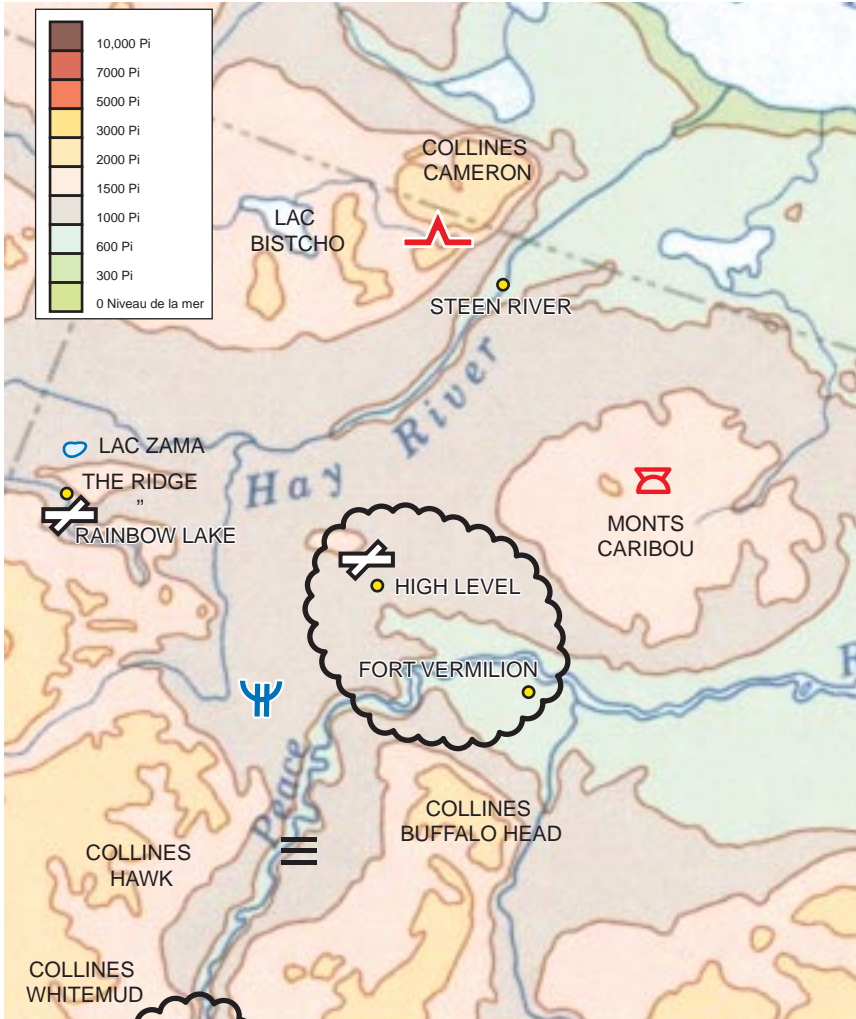 10,000 Pi
7000 Pi
5000 Pi
3000 Pi
2000 Pi
1500 Pi
1000 Pi
600 Pi
300 Pi
0 Niveau de la mer
COLLINES
CAMERON
LAC
BISTCHO
STEEN RIVER
Hay River
LAC ZAMA
THE RIDGE
"
RAINBOW LAKE
MONTS
CARIBOU
HIGH LEVEL
FORT VERMILION
Peace
COLLINES
BUFFALO HEAD
COLLINES
HAWK
COLLINES
WHITEMUD